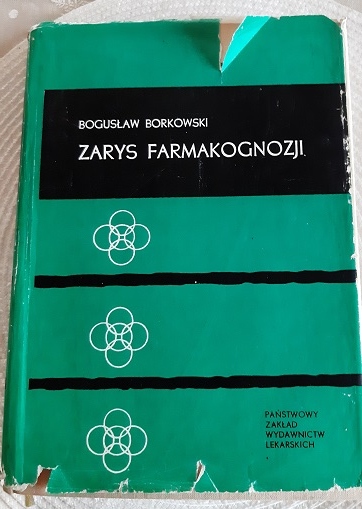 BOGUSŁAW BORKOWSKI
ZARYS FARMAKOGNOZJI
PAŃSTWOWY
ZAKŁAD
WYDAWNICTW
LEKARSKICH